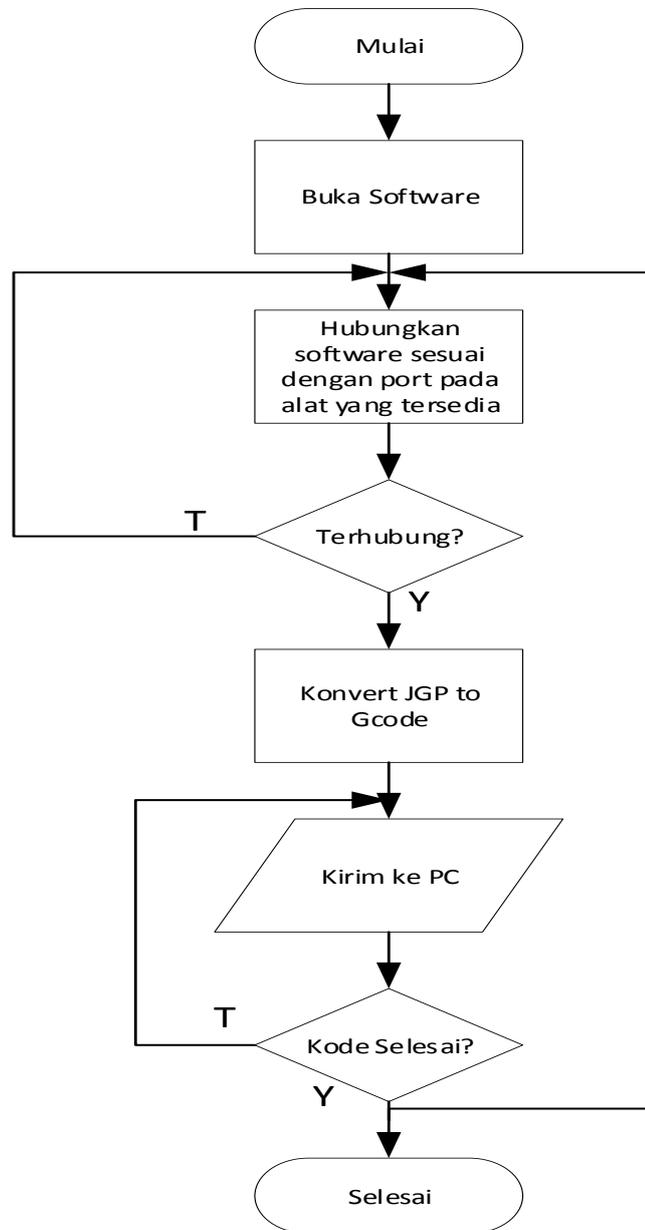 Mulai
Buka Software
Hubungkan
software sesuai
dengan port pada
alat yang tersedia
T
Terhubung?
Y
Konvert JGP to
Gcode
Kirim ke PC
T
Kode Selesai?
Y
Selesai